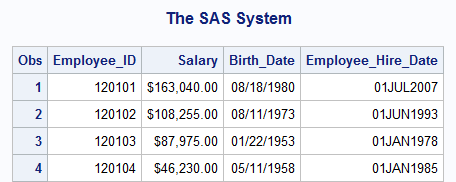 The SAS System
Obs Employee_ID Salary Birth_Date Employee_Hire_Date
1 120101 $163,040.00 08/18/1980 01JUL2007
2 120102 $108,255.00 08/11/1973 01JUN1993
3 120103 $87,975.00 01/22/1953 01JAN1978
4 120104 $46,230.00 05/11/1958 01JAN1985